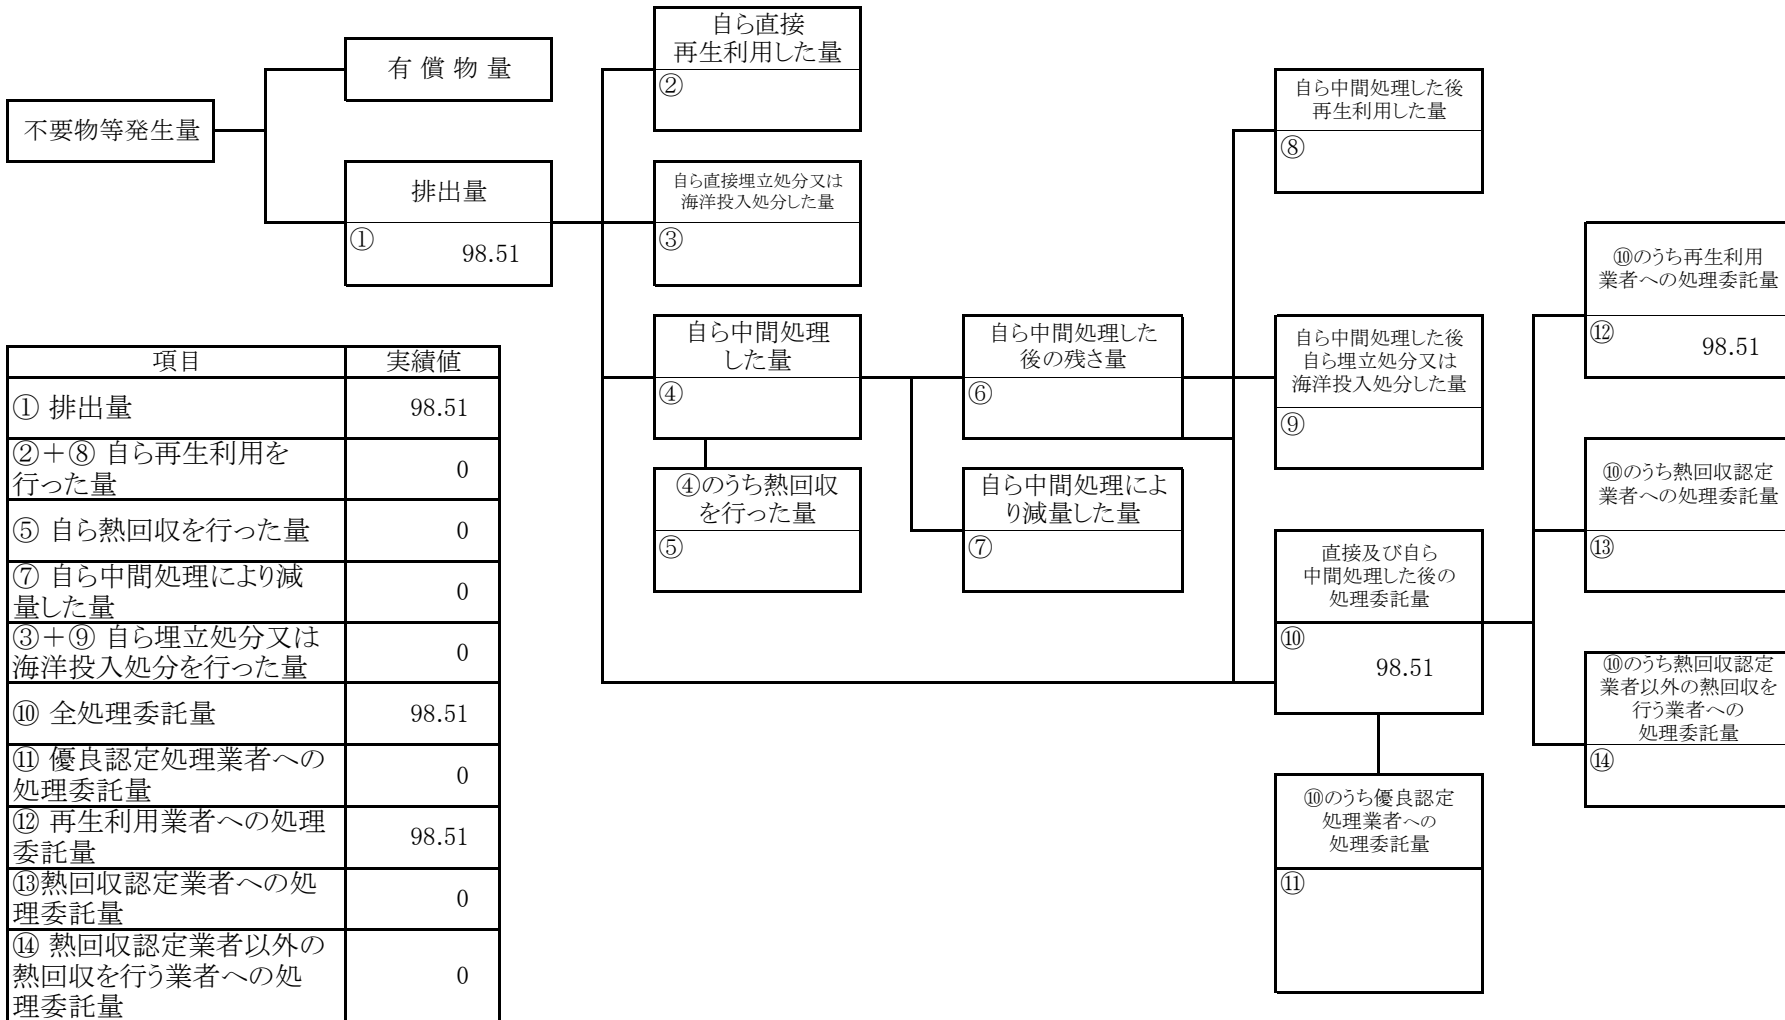 不要物等発生量
有 償 物 量
排出量
①
98.51
自ら直接
再生利用した量
②
自ら直接埋立処分又は
海洋投入処分した量
③
自ら中間処理
した量
④
④のうち熱回収
を行った量
⑤
自ら中間処理した
後の残さ量
⑥
自ら中間処理によ
り減量した量
⑦
自ら中間処理した後
再生利用した量
⑧
自ら中間処理した後
自ら埋立処分又は
海洋投入処分した量
⑨
直接及び自ら
中間処理した後の
処理委託量
⑩
98.51
⑩のうち優良認定
処理業者への
処理委託量
⑪
⑩のうち再生利用
業者への処理委託量
⑫
98.51
⑩のうち熱回収認定
業者への処理委託量
⑬
⑩のうち熱回収認定
業者以外の熱回収を
行う業者への
処理委託量
⑭
項目 実績値
① 排出量 98.51
②＋⑧ 自ら再生利用を
行った量 0
⑤ 自ら熱回収を行った量 0
⑦ 自ら中間処理により減
量した量 0
③＋⑨ 自ら埋立処分又は
海洋投入処分を行った量 0
⑩ 全処理委託量 98.51
⑪ 優良認定処理業者への
処理委託量 0
⑫ 再生利用業者への処理
委託量 98.51
⑬熱回収認定業者への処
理委託量 0
⑭ 熱回収認定業者以外の
熱回収を行う業者への処
理委託量 0